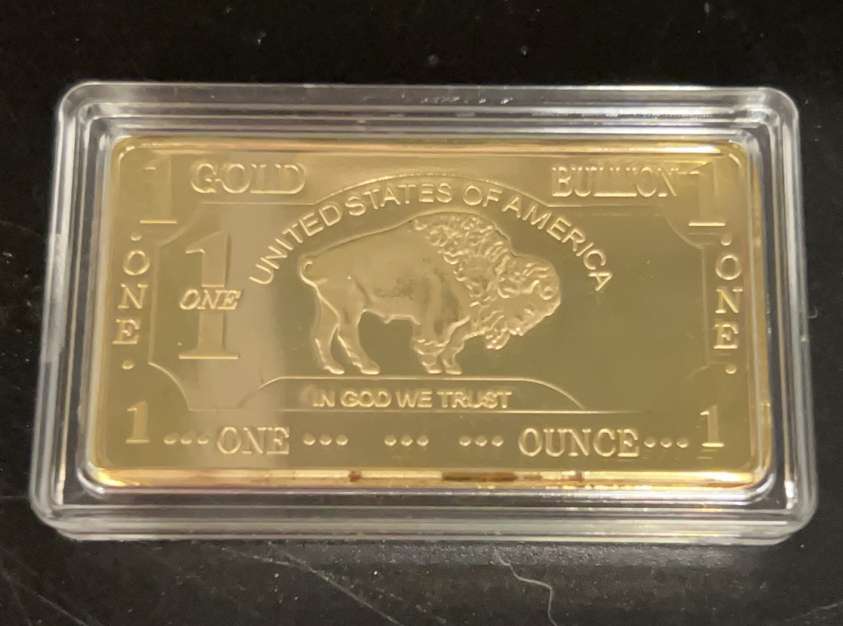 1 GOLD BULLION 1
UNITED STATES OF AMERICA
1
ONE
· ONE ·
· ONE ·
IN GOD WE TRUST
1 ··· ONE ··· ··· ··· OUNCE ··· 1